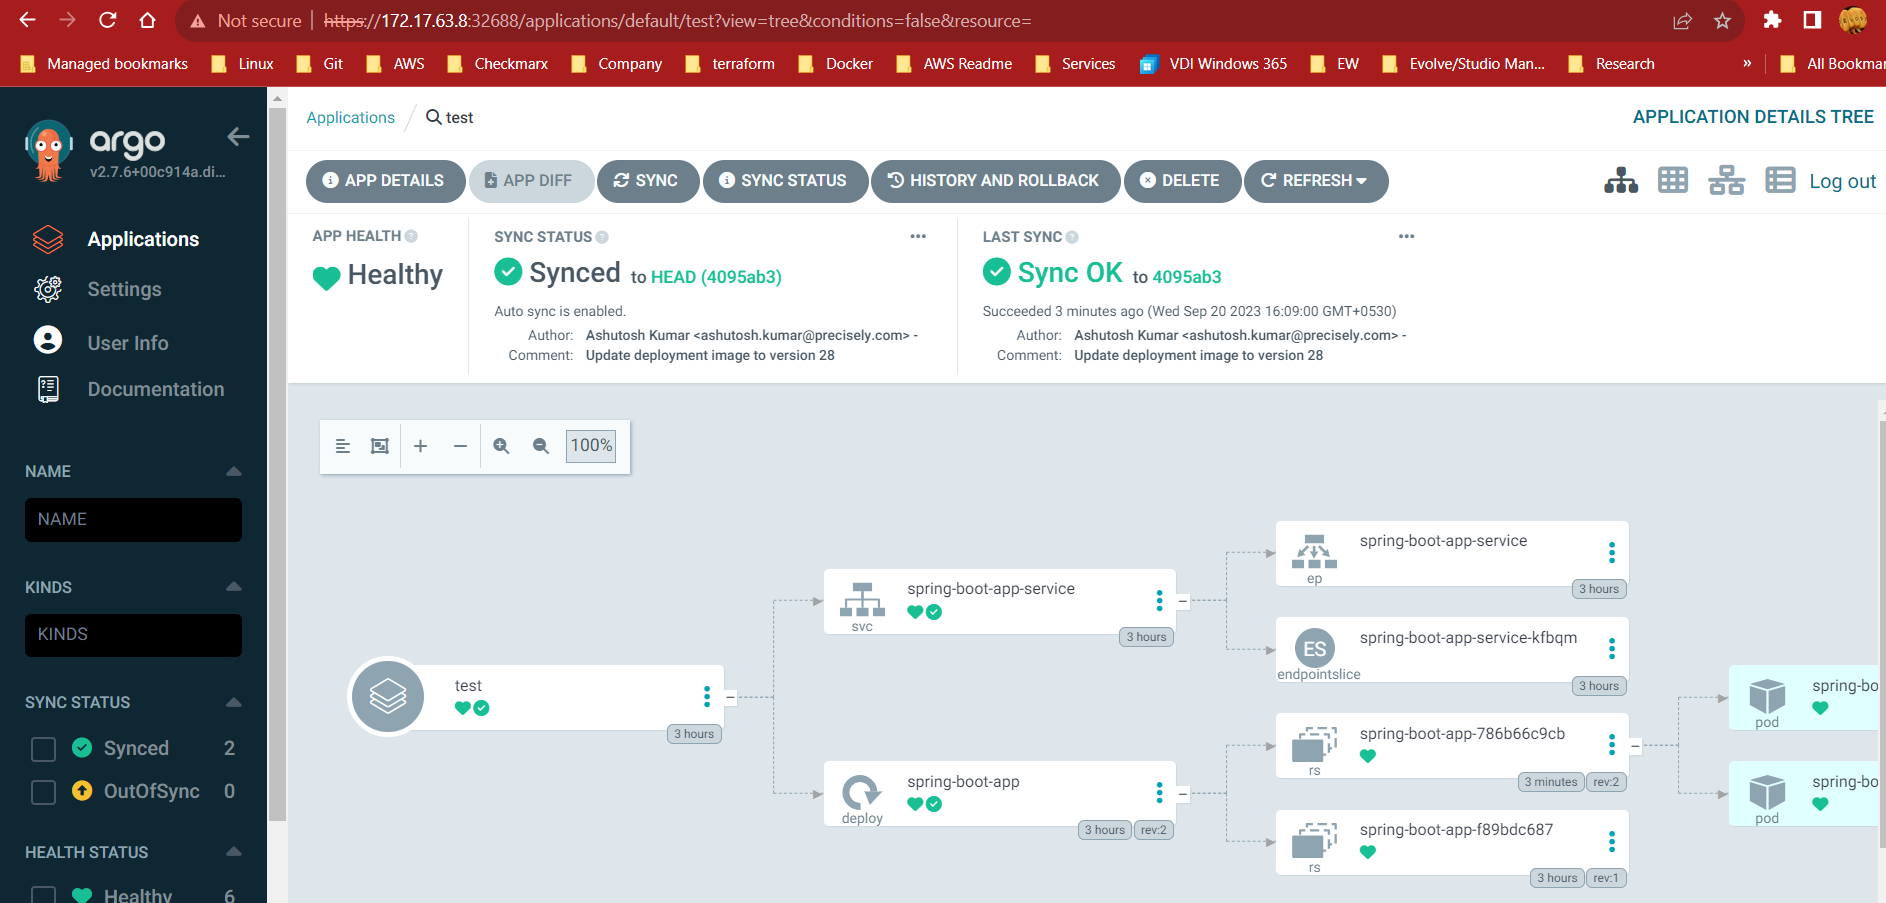 Not secure https://172.17.63.8:32688/applications/default/test?view=tree&conditions=false&resource=
Managed bookmarks Linux Git AWS Checkmarx Company terraform Docker AWS Readme Services VDI Windows 365 EW Evolve/Studio Man... Research » All Bookmar
argo
v2.7.6+00c914a.di...
Applications
Settings
User Info
Documentation
NAME
NAME
KINDS
KINDS
SYNC STATUS
Synced 2
OutOfSync 0
HEALTH STATUS
Healthy 6
Applications / test
APPLICATION DETAILS TREE
APP DETAILS APP DIFF SYNC SYNC STATUS HISTORY AND ROLLBACK DELETE REFRESH
Log out
APP HEALTH
Healthy
SYNC STATUS
Synced to HEAD (4095ab3)
Auto sync is enabled.
Author: Ashutosh Kumar <ashutosh.kumar@precisely.com> -
Comment: Update deployment image to version 28
LAST SYNC
Sync OK to 4095ab3
Succeeded 3 minutes ago (Wed Sep 20 2023 16:09:00 GMT+0530)
Author: Ashutosh Kumar <ashutosh.kumar@precisely.com> -
Comment: Update deployment image to version 28
100%
test
3 hours
spring-boot-app-service
svc
3 hours
spring-boot-app
deploy
3 hours rev:2
spring-boot-app-service
ep
3 hours
ES
spring-boot-app-service-kfbqm
endpointslice
3 hours
spring-boot-app-786b66c9cb
rs
3 minutes rev:2
spring-boot-app-f89bdc687
rs
3 hours rev:1
spring-bo
pod
spring-bo
pod